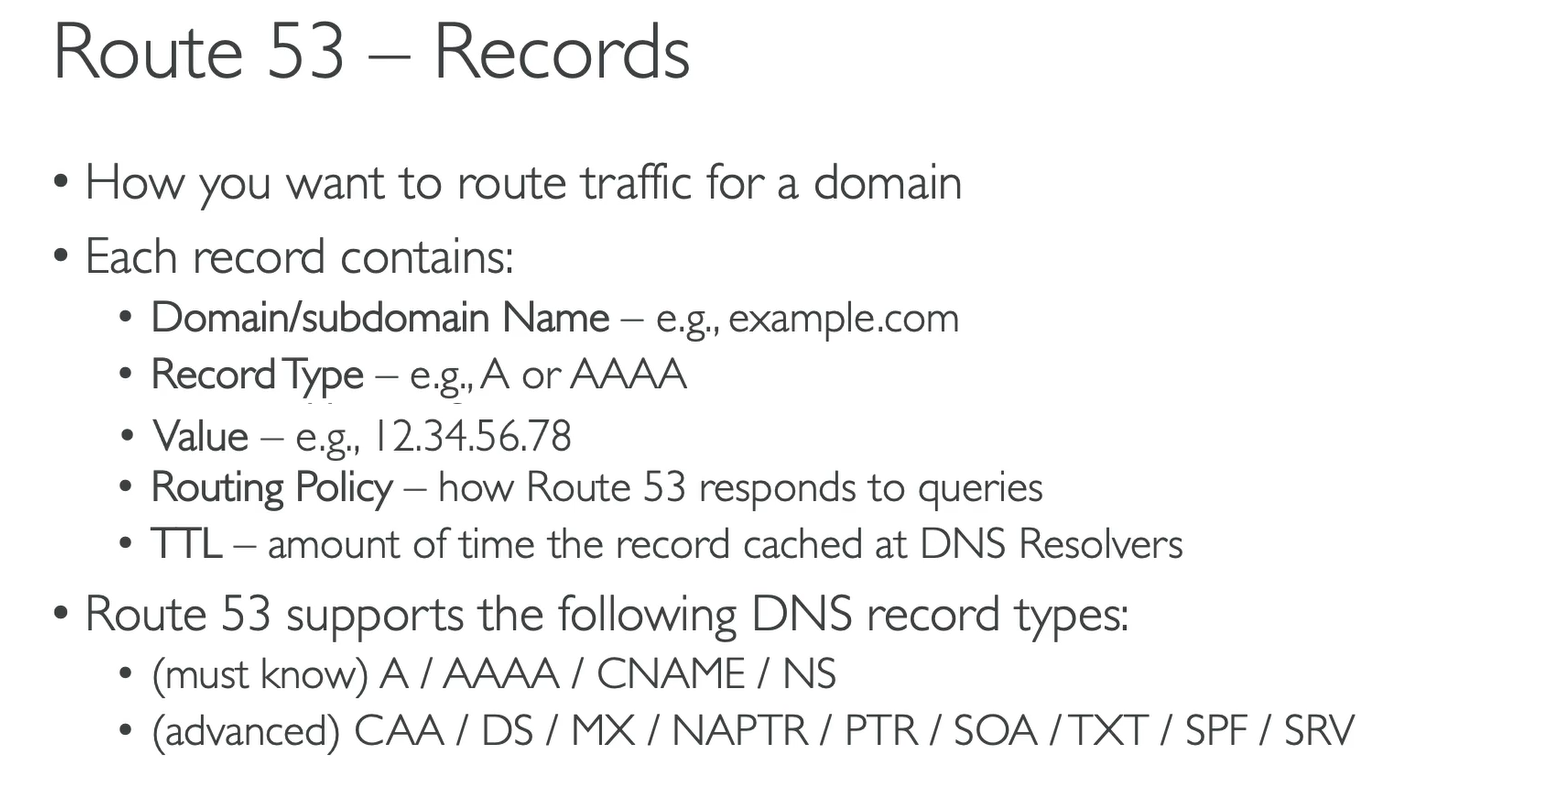 Route 53 – Records
• How you want to route traffic for a domain
• Each record contains:
• Domain/subdomain Name – e.g., example.com
• Record Type – e.g., A or AAAA
• Value – e.g., 12.34.56.78
• Routing Policy – how Route 53 responds to queries
• TTL – amount of time the record cached at DNS Resolvers
• Route 53 supports the following DNS record types:
• (must know) A / AAAA / CNAME / NS
• (advanced) CAA / DS / MX / NAPTR / PTR / SOA / TXT / SPF / SRV